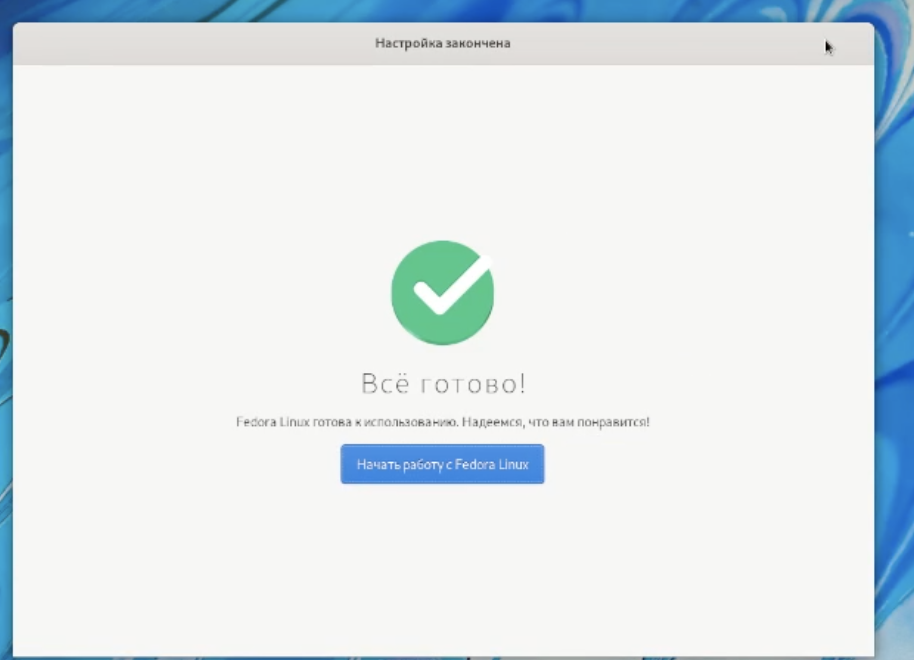 Настройка закончена
Всё готово!
Fedora Linux готова к использованию. Надеемся, что вам понравится!
Начать работу с Fedora Linux